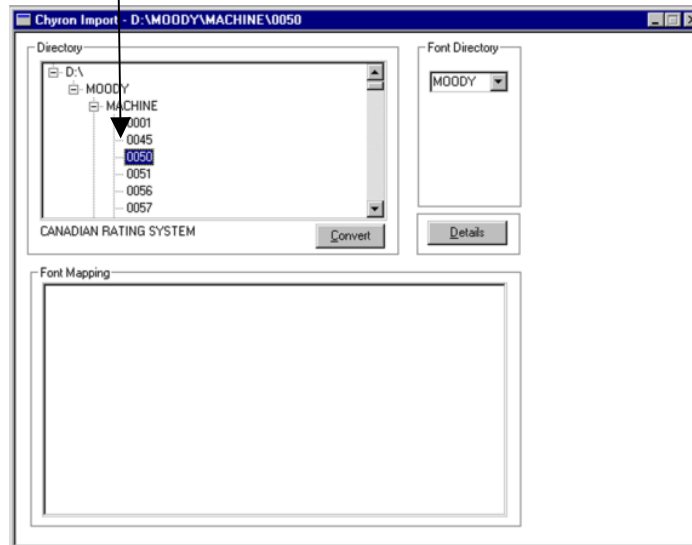 Chyron Import - D:\MOODY\MACHINE\0050
Directory
Font Directory
D:\
MOODY
MOODY
MACHINE
0001
0045
0050
0051
0056
0057
CANADIAN RATING SYSTEM
Convert
Details
Font Mapping